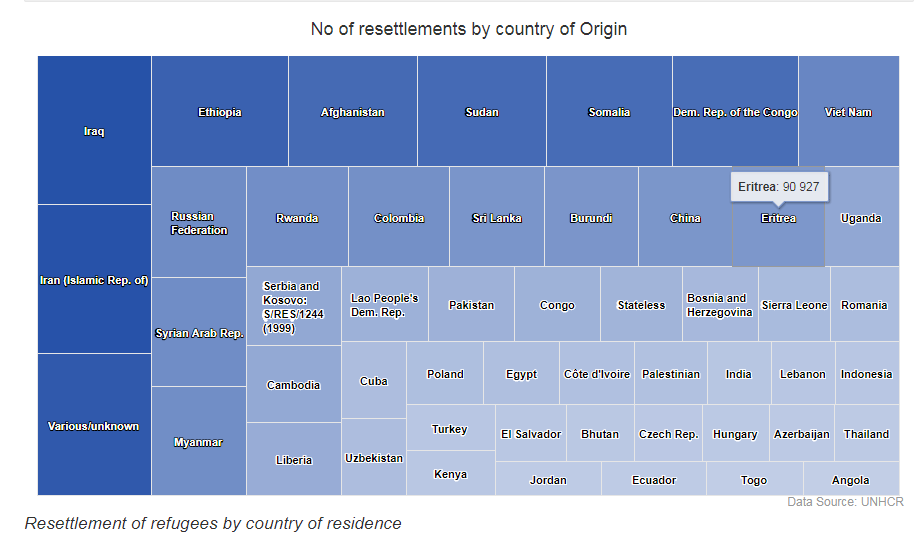 No of resettlements by country of Origin
Iraq
Ethiopia
Afghanistan
Sudan
Somalia
Dem. Rep. of the Congo
Viet Nam
Eritrea: 90 927
Russian
Federation
Rwanda
Colombia
Sri Lanka
Burundi
China
Eritrea
Uganda
Iran (Islamic Rep. of)
Serbia and
Kosovo:
S/RES/1244
(1999)
Lao People's
Dem. Rep.
Pakistan
Congo
Stateless
Bosnia and
Herzegovina
Sierra Leone
Romania
Syrian Arab Rep.
Cambodia
Cuba
Poland
Egypt
Côte d'Ivoire
Palestinian
India
Lebanon
Indonesia
Various/unknown
Myanmar
Liberia
Uzbekistan
Turkey
El Salvador
Bhutan
Czech Rep.
Hungary
Azerbaijan
Thailand
Kenya
Jordan
Ecuador
Togo
Angola
Data Source: UNHCR
Resettlement of refugees by country of residence